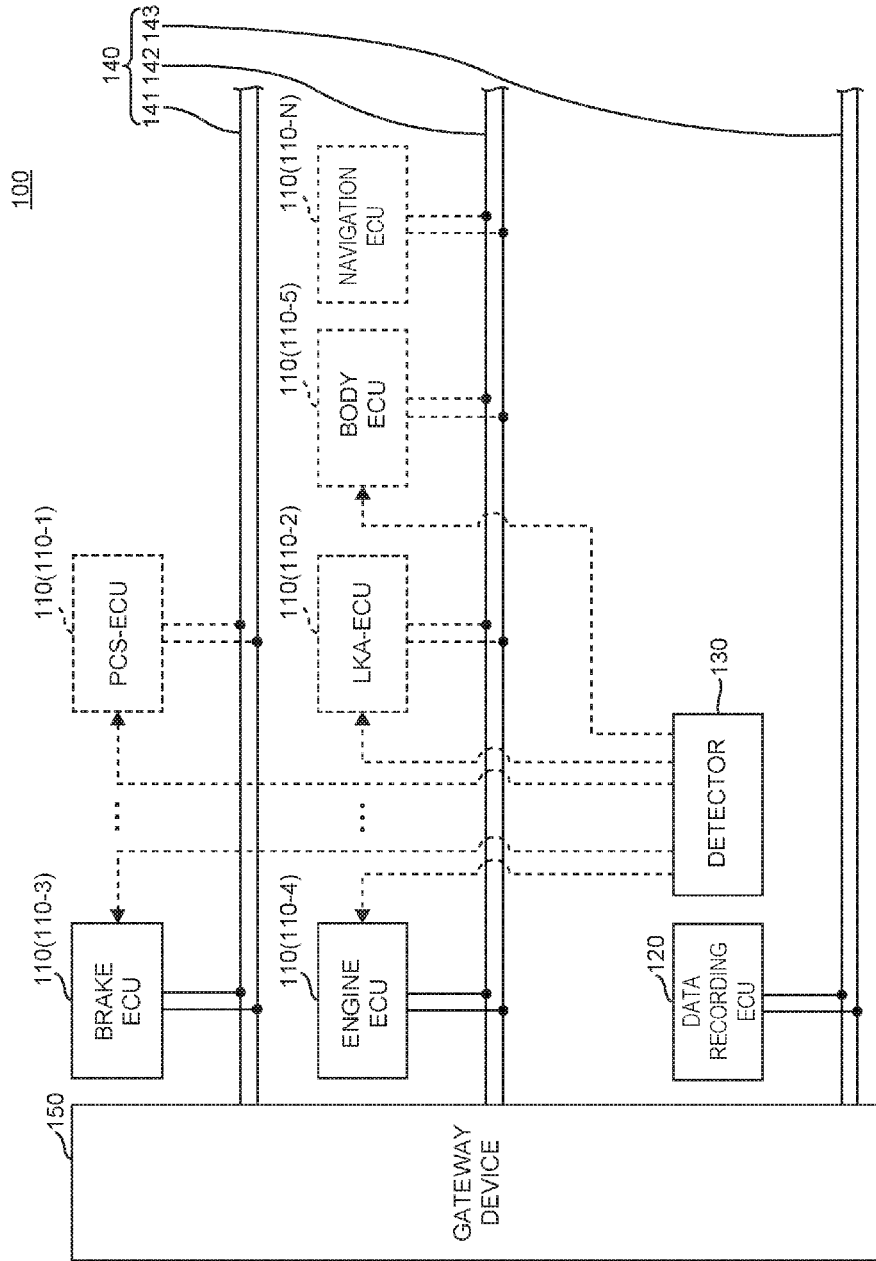 100
140
141 142 143
110(110-3)
BRAKE
ECU
...
110(110-1)
PCS-ECU
110(110-4)
ENGINE
ECU
...
110(110-2)
LKA-ECU
110(110-5)
BODY
ECU
110(110-N)
NAVIGATION
ECU
120
DATA
RECORDING
ECU
130
DETECTOR
150
GATEWAY
DEVICE